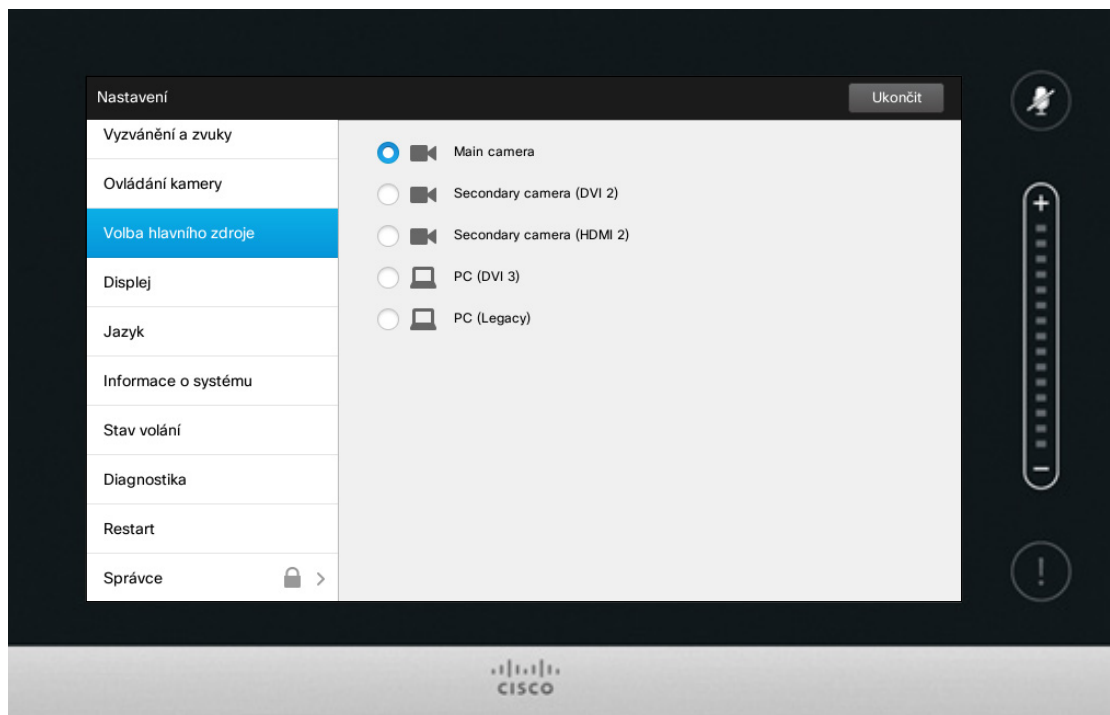 Nastavení
Ukončit
Vyzvánění a zvuky
Ovládání kamery
Volba hlavního zdroje
Displej
Jazyk
Informace o systému
Stav volání
Diagnostika
Restart
Správce
Main camera
Secondary camera (DVI 2)
Secondary camera (HDMI 2)
PC (DVI 3)
PC (Legacy)
+
−
!
CISCO